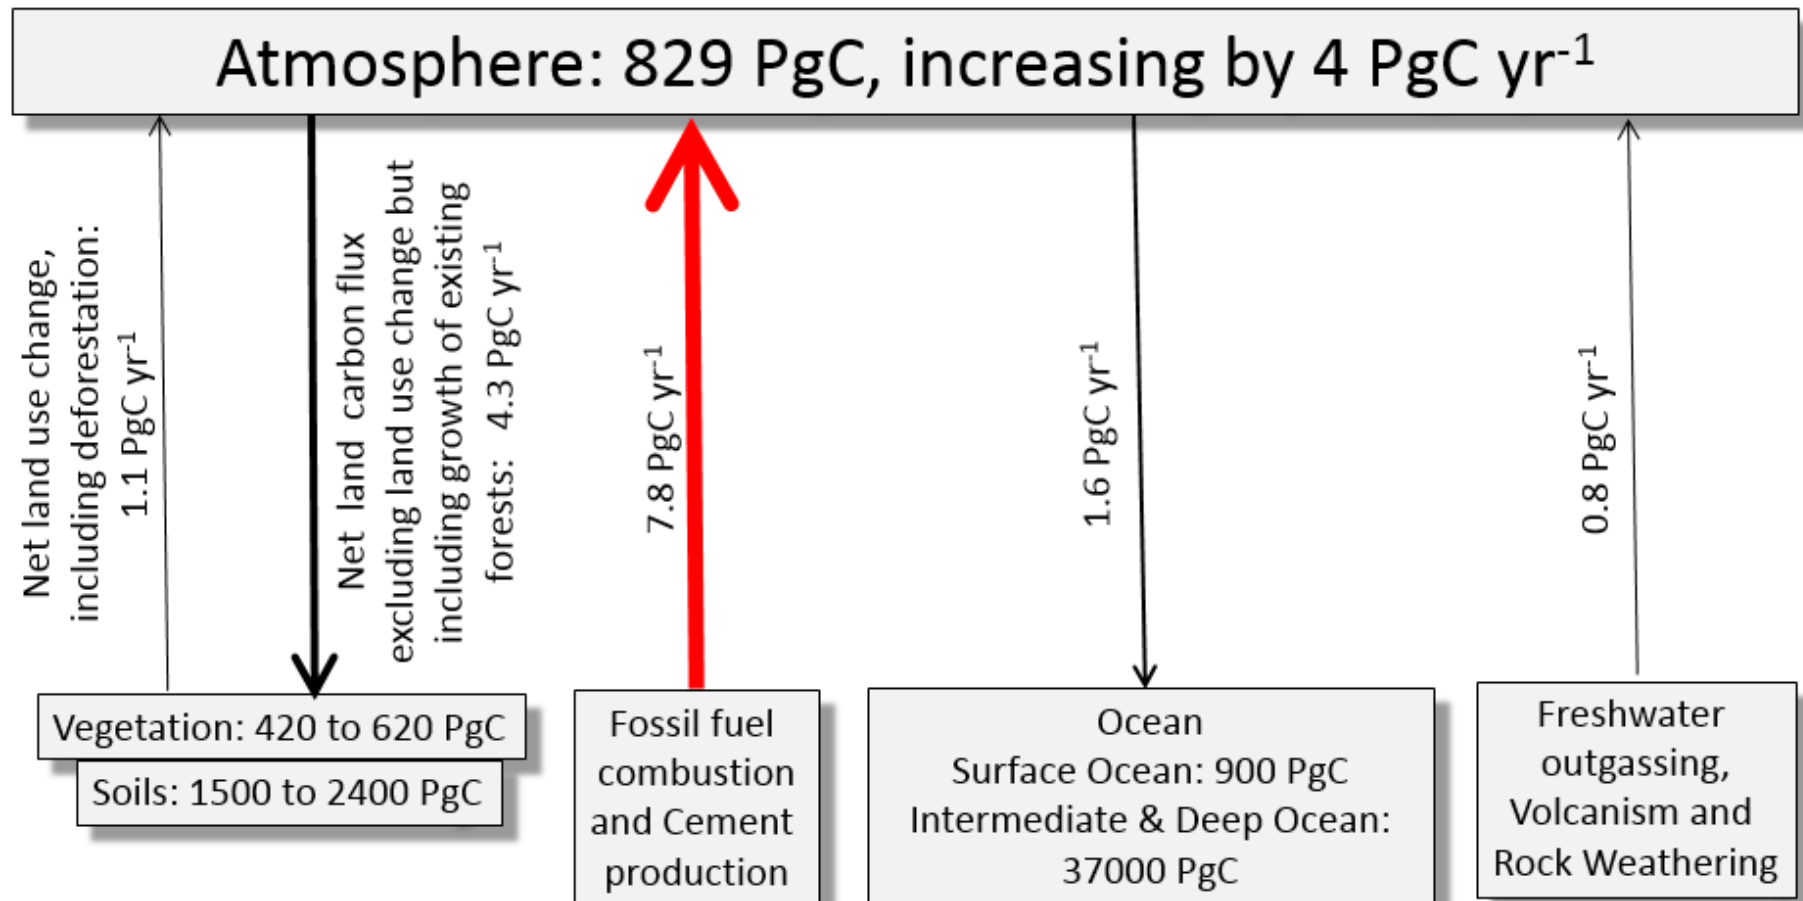 Atmosphere: 829 PgC, increasing by 4 PgC yr⁻¹
Net land use change,
including deforestation:
1.1 PgC yr⁻¹
Net land carbon flux
excluding land use change but
including growth of existing
forests: 4.3 PgC yr⁻¹
7.8 PgC yr⁻¹
1.6 PgC yr⁻¹
0.8 PgC yr⁻¹
Vegetation: 420 to 620 PgC
Soils: 1500 to 2400 PgC
Fossil fuel
combustion
and Cement
production
Ocean
Surface Ocean: 900 PgC
Intermediate & Deep Ocean:
37000 PgC
Freshwater
outgassing,
Volcanism and
Rock Weathering